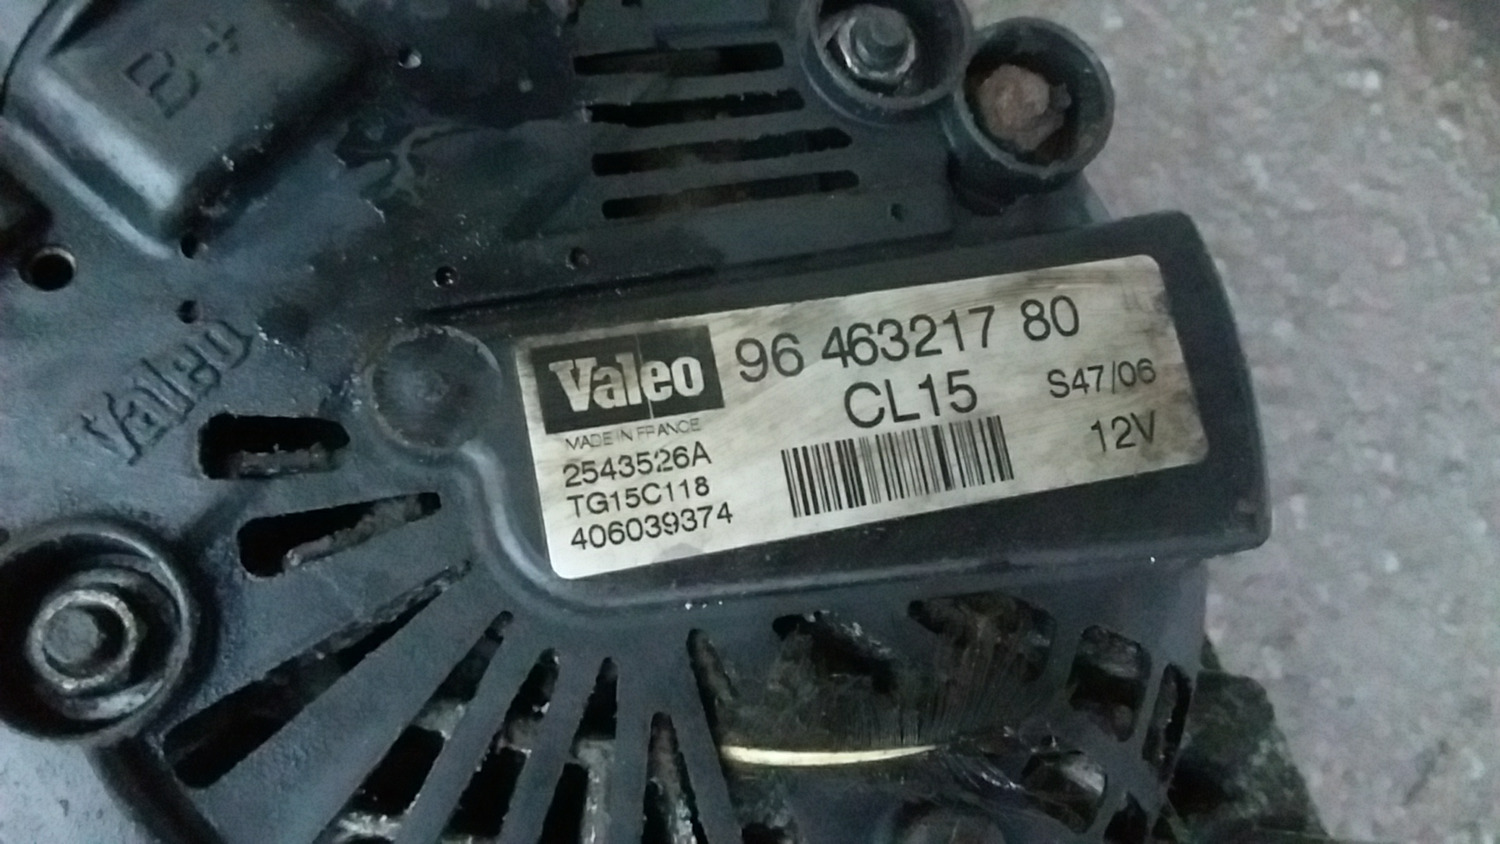 B+
Valeo
Valeo
96 463217 80
CL15
S47/06
12V
MADE IN FRANCE
2543526A
TG15C118
406039374